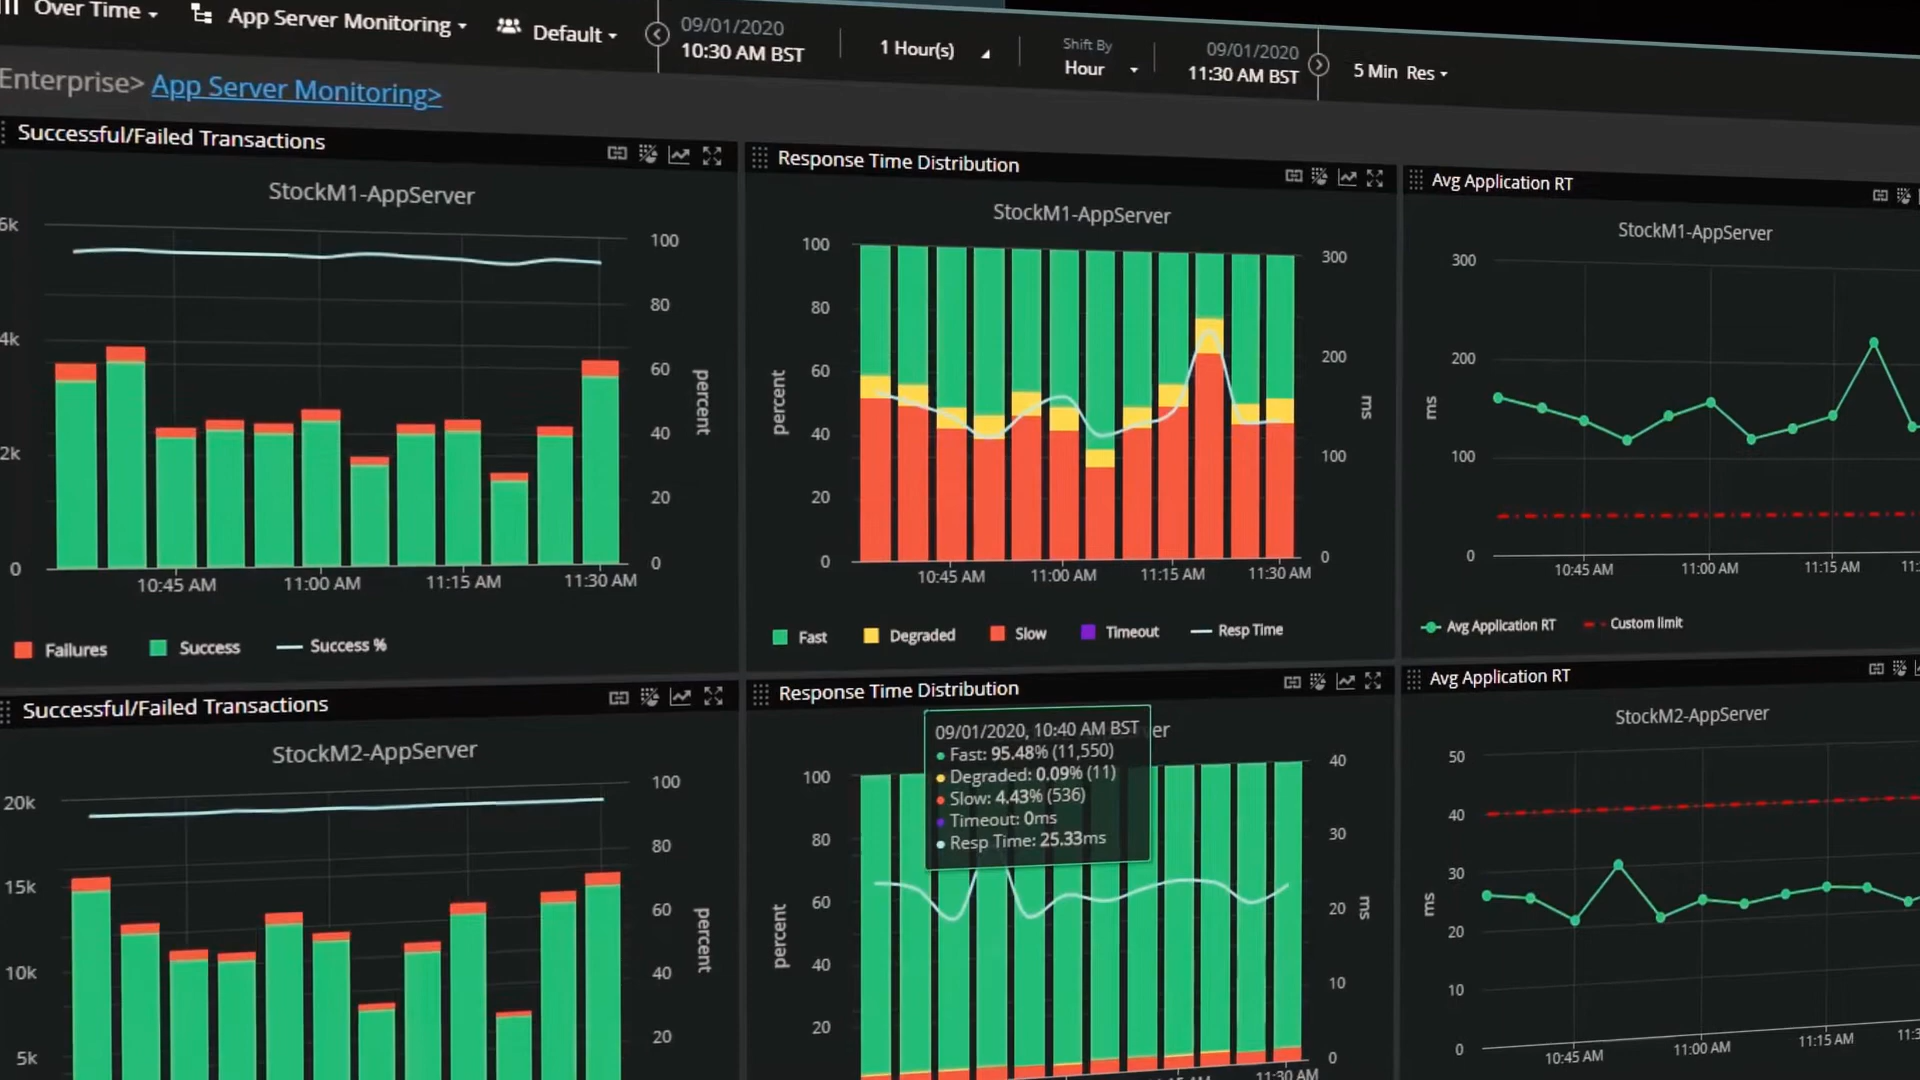 Over Time
App Server Monitoring
Default
09/01/2020
10:30 AM BST
1 Hour(s)
Shift By
Hour
09/01/2020
11:30 AM BST
5 Min Res
Enterprise> App Server Monitoring>
Successful/Failed Transactions
StockM1-AppServer
6k
4k
2k
0
100
80
60
40
20
0
percent
10:45 AM 11:00 AM 11:15 AM 11:30 AM
Failures Success Success %
Response Time Distribution
StockM1-AppServer
100
80
60
40
20
0
percent
300
200
100
0
ms
10:45 AM 11:00 AM 11:15 AM 11:30 AM
Fast Degraded Slow Timeout Resp Time
Avg Application RT
StockM1-AppServer
300
200
100
0
ms
10:45 AM 11:00 AM 11:15 AM 11:
Avg Application RT Custom limit
Successful/Failed Transactions
StockM2-AppServer
20k
15k
10k
5k
100
80
60
40
20
percent
Response Time Distribution
er
09/01/2020, 10:40 AM BST
Fast: 95.48% (11,550)
Degraded: 0.09% (11)
Slow: 4.43% (536)
Timeout: 0ms
Resp Time: 25.33ms
100
80
60
40
20
percent
40
30
20
10
0
ms
11:30 AM
Avg Application RT
StockM2-AppServer
50
40
30
20
10
0
ms
10:45 AM 11:00 AM 11:15 AM 11:3